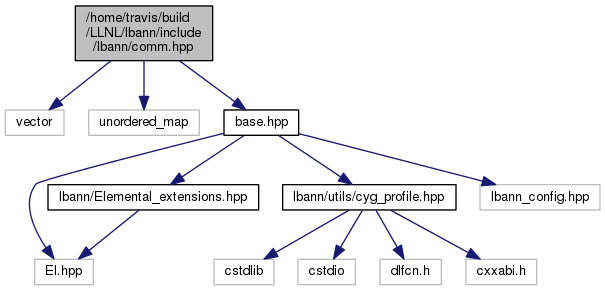 /home/travis/build
/LLNL/lbann/include
/lbann/comm.hpp
vector
unordered_map
base.hpp
lbann/Elemental_extensions.hpp
lbann/utils/cyg_profile.hpp
lbann_config.hpp
El.hpp
cstdlib
cstdio
dlfcn.h
cxxabi.h